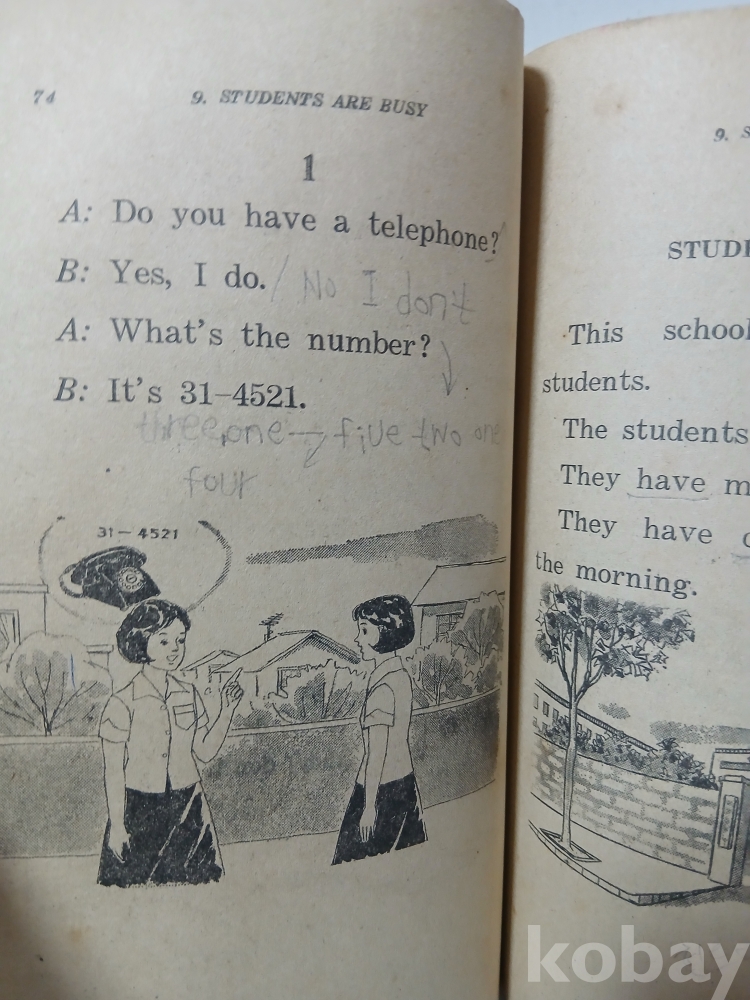 74 9. STUDENTS ARE BUSY
1
A: Do you have a telephone?
B: Yes, I do. / No I don't
A: What's the number?
B: It's 31-4521.
three, one - five two one
four
31-4521
9.
This school
students.
The students
They have
They have
the morning.
kobay